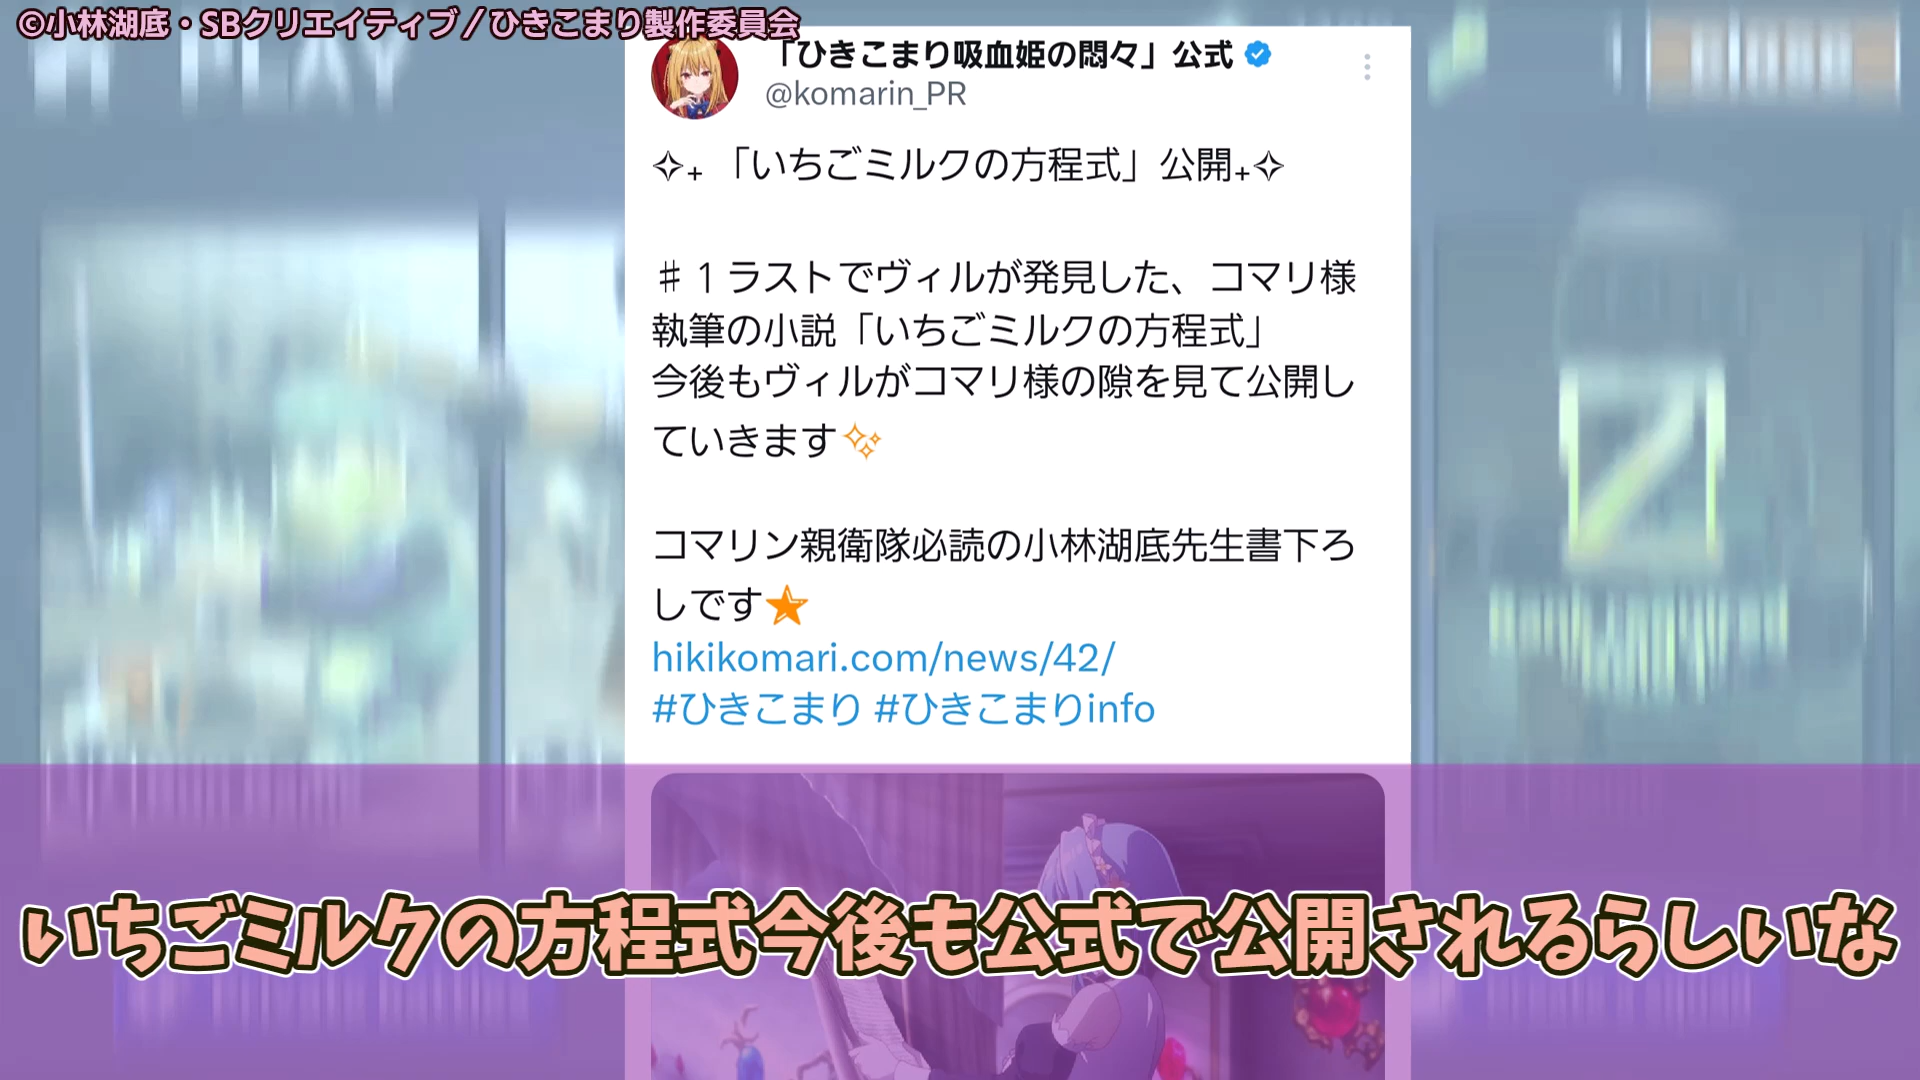 ©小林湖底・SBクリエイティブ／ひきこまり製作委員会
「ひきこまり吸血姫の悶々」公式
@komarin_PR
✧₊ 「いちごミルクの方程式」公開₊✧
＃１ラストでヴィルが発見した、コマリ様
執筆の小説「いちごミルクの方程式」
今後もヴィルがコマリ様の隙を見て公開し
ていきます✨
コマリン親衛隊必読の小林湖底先生書下ろ
しです⭐
hikikomari.com/news/42/
#ひきこまり #ひきこまりinfo
いちごミルクの方程式今後も公式で公開されるらしいな